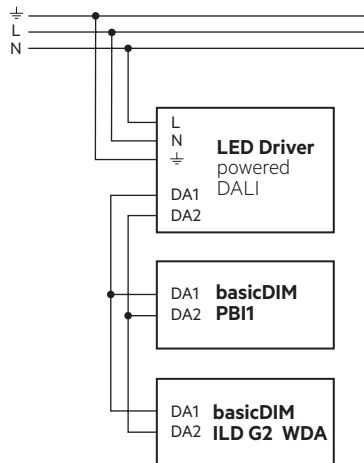 ⏚
L
N
L
N
⏚
LED Driver
powered
DALI
DA1
DA2
DA1 basicDIM
DA2 PBI1
DA1 basicDIM
DA2 ILD G2 WDA